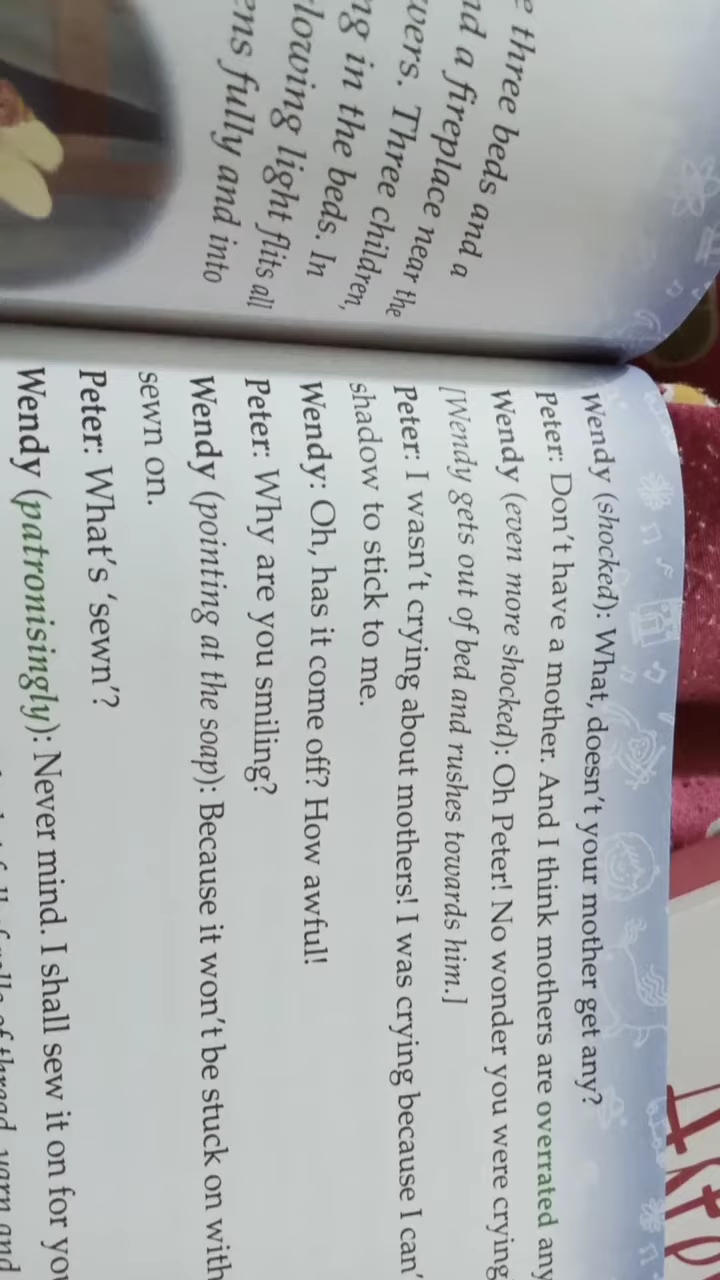 three beds and a
a fireplace near the
Three children,
in the beds. In
light flits all
fully and into
Wendy (shocked): What, doesn't your mother get any?
Peter: Don't have a mother. And I think mothers are overrated any
Wendy (even more shocked): Oh Peter! No wonder you were crying
[Wendy gets out of bed and rushes towards him.]
Peter: I wasn't crying about mothers! I was crying because I can'
shadow to stick to me.
Wendy: Oh, has it come off? How awful!
Peter: Why are you smiling?
Wendy (pointing at the soap): Because it won't be stuck on with
sewn on.
Peter: What's 'sewn'?
Wendy (patronisingly): Never mind. I shall sew it on for you
of thread, yarn and